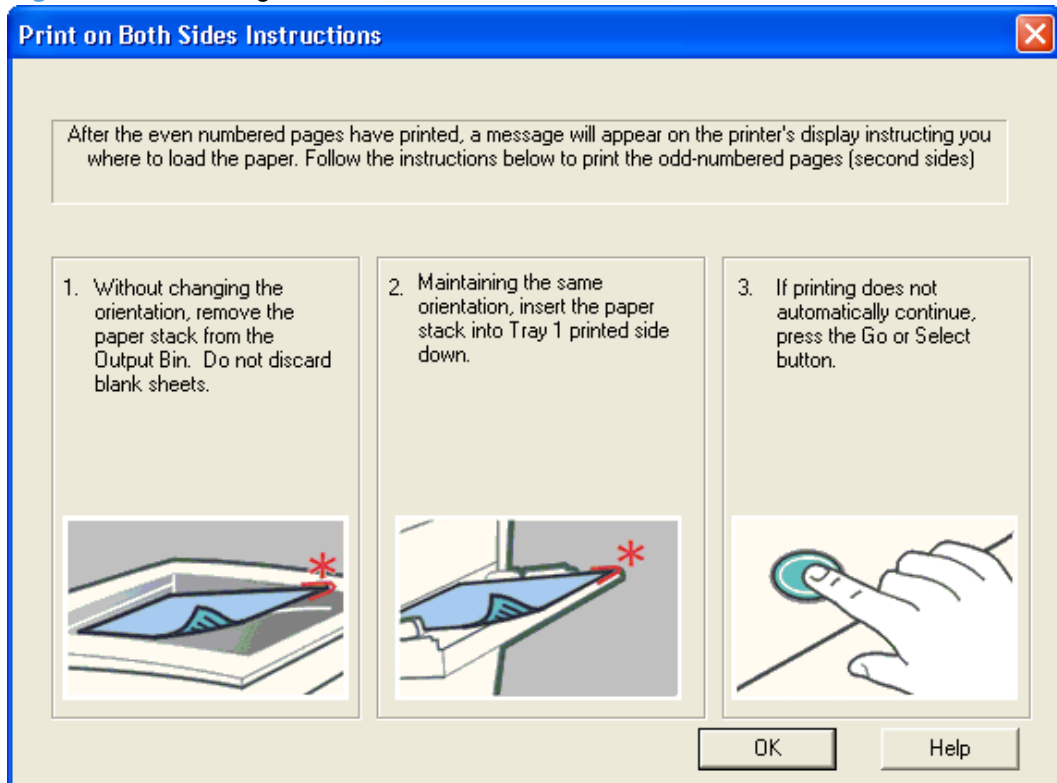 Print on Both Sides Instructions
After the even numbered pages have printed, a message will appear on the printer's display instructing you
where to load the paper. Follow the instructions below to print the odd-numbered pages (second sides)
1. Without changing the
orientation, remove the
paper stack from the
Output Bin. Do not discard
blank sheets.
2. Maintaining the same
orientation, insert the paper
stack into Tray 1 printed side
down.
3. If printing does not
automatically continue,
press the Go or Select
button.
OK
Help